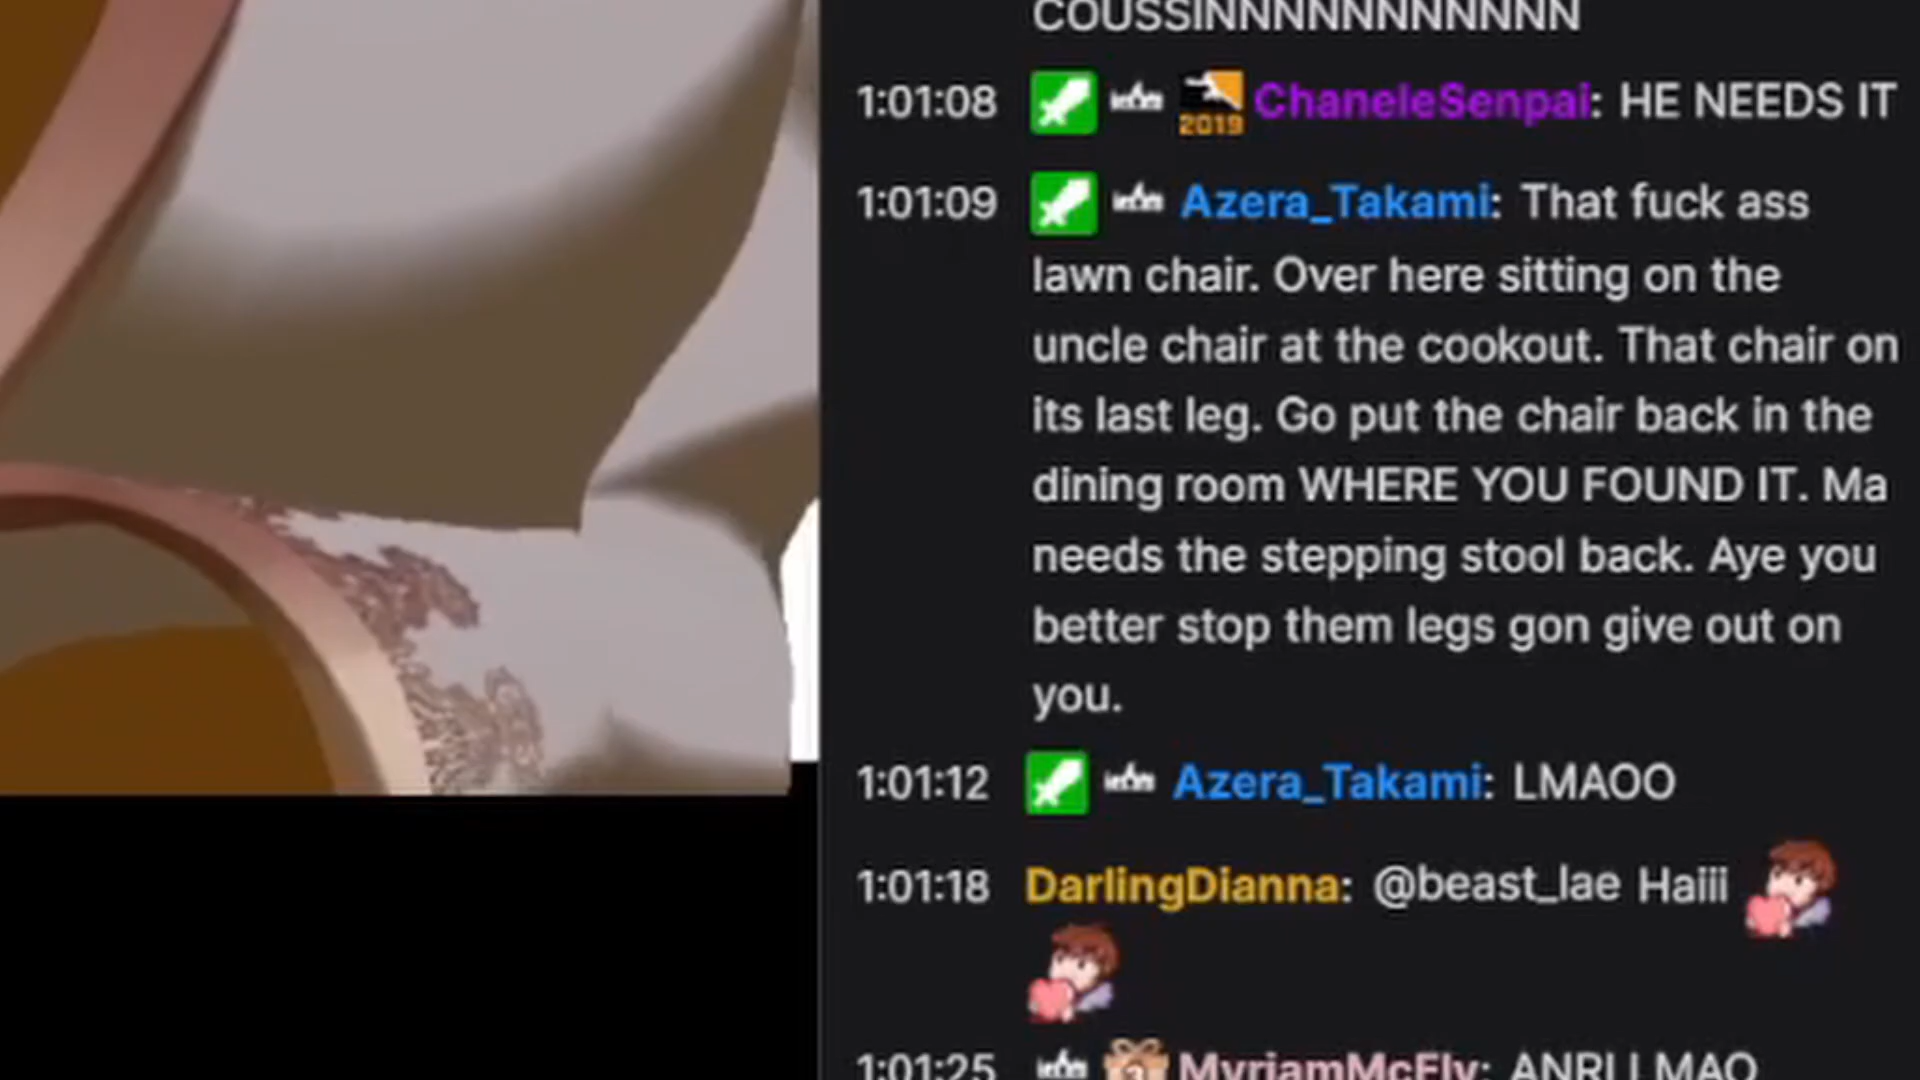 COUSSINNNNNNNNNNN
1:01:08 2019 ChaneleSenpai: HE NEEDS IT
1:01:09 Azera_Takami: That fuck ass
lawn chair. Over here sitting on the
uncle chair at the cookout. That chair on
its last leg. Go put the chair back in the
dining room WHERE YOU FOUND IT. Ma
needs the stepping stool back. Aye you
better stop them legs gon give out on
you.
1:01:12 Azera_Takami: LMAOO
1:01:18 DarlingDianna: @beast_lae Haiii
1:01:25 MyriamMcFly: ANRI LMAO